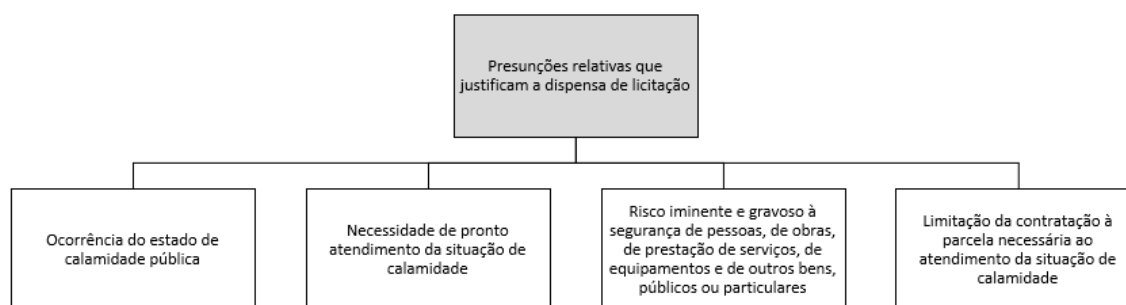 Presunções relativas que
justificam a dispensa de licitação
Ocorrência do estado de
calamidade pública
Necessidade de pronto
atendimento da situação de
calamidade
Risco iminente e gravoso à
segurança de pessoas, de obras,
de prestação de serviços, de
equipamentos e de outros bens,
públicos ou particulares
Limitação da contratação à
parcela necessária ao
atendimento da situação de
calamidade